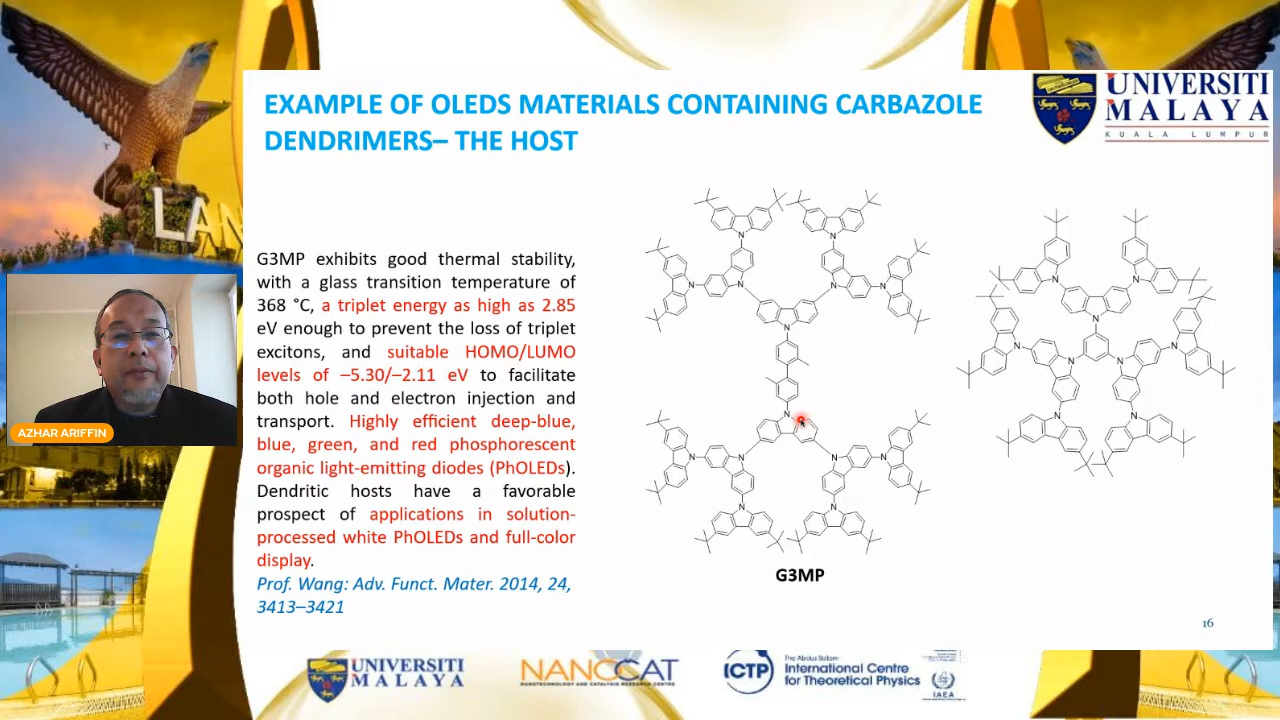 EXAMPLE OF OLEDS MATERIALS CONTAINING CARBAZOLE
DENDRIMERS– THE HOST
UNIVERSITI
MALAYA
KUALA LUMPUR
LAN
G3MP exhibits good thermal stability,
with a glass transition temperature of
368 °C, a triplet energy as high as 2.85
eV enough to prevent the loss of triplet
excitons, and suitable HOMO/LUMO
levels of –5.30/–2.11 eV to facilitate
both hole and electron injection and
transport. Highly efficient deep-blue,
blue, green, and red phosphorescent
organic light-emitting diodes (PhOLEDs).
Dendritic hosts have a favorable
prospect of applications in solution-
processed white PhOLEDs and full-color
display.
Prof. Wang: Adv. Funct. Mater. 2014, 24,
3413–3421
AZHAR ARIFFIN
G3MP
16
UNIVERSITI
MALAYA
NANOCAT
NANOTECHNOLOGY AND CATALYSIS RESEARCH CENTRE
ICTP
The Abdus Salam
International Centre
for Theoretical Physics
IAEA